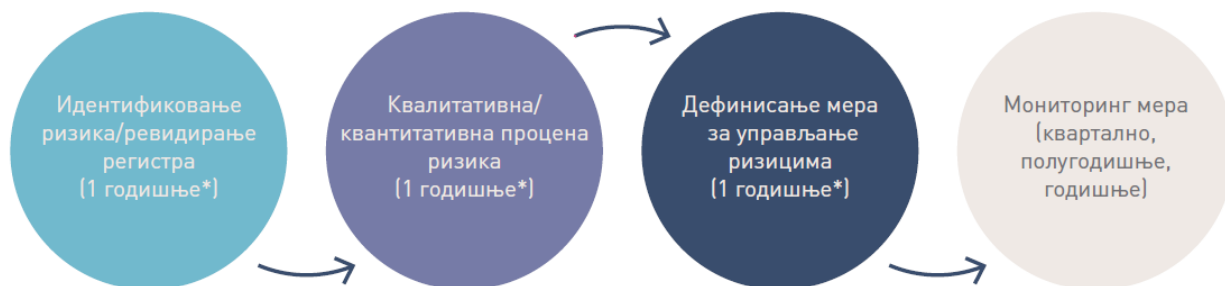 Идентификовање
ризика/ревидирање
регистра
(1 годишње*)
Квалитативна/
квантитативна процена
ризика
(1 годишње*)
Дефинисање мера
за управљање
ризицима
(1 годишње*)
Мониторинг мера
(квартално,
полугодишње,
годишње)